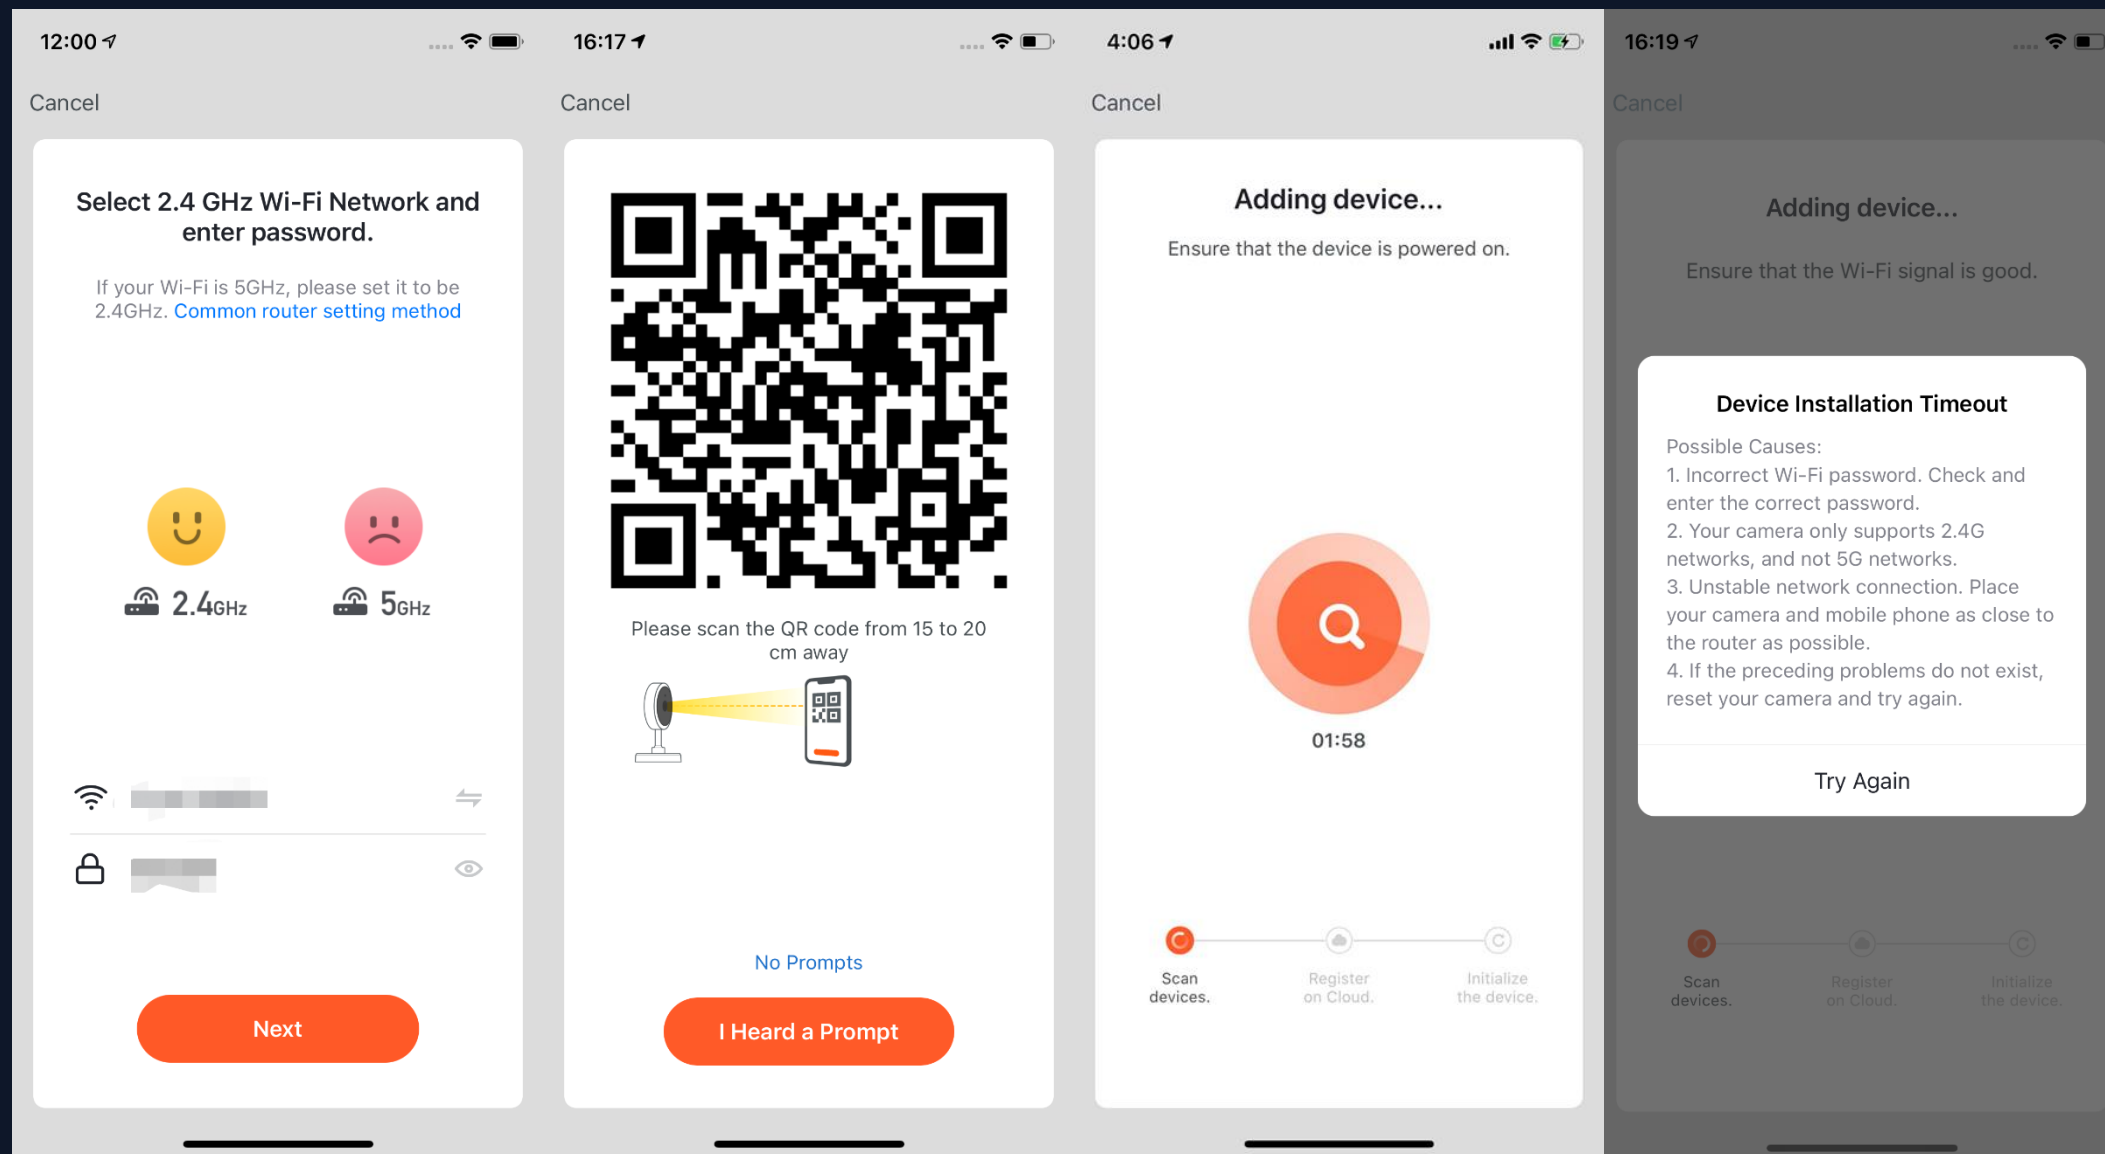 12:00
Cancel
Select 2.4 GHz Wi-Fi Network and
enter password.
If your Wi-Fi is 5GHz, please set it to be
2.4GHz. Common router setting method
2.4GHz
5GHz
Next
16:17
Cancel
Please scan the QR code from 15 to 20
cm away
No Prompts
I Heard a Prompt
4:06
Cancel
Adding device...
Ensure that the device is powered on.
01:58
Scan
devices.
Register
on Cloud.
Initialize
the device.
16:19
Cancel
Adding device...
Ensure that the Wi-Fi signal is good.
Device Installation Timeout
Possible Causes:
1. Incorrect Wi-Fi password. Check and
enter the correct password.
2. Your camera only supports 2.4G
networks, and not 5G networks.
3. Unstable network connection. Place
your camera and mobile phone as close to
the router as possible.
4. If the preceding problems do not exist,
reset your camera and try again.
Try Again
Scan
devices.
Register
on Cloud.
Initialize
the device.